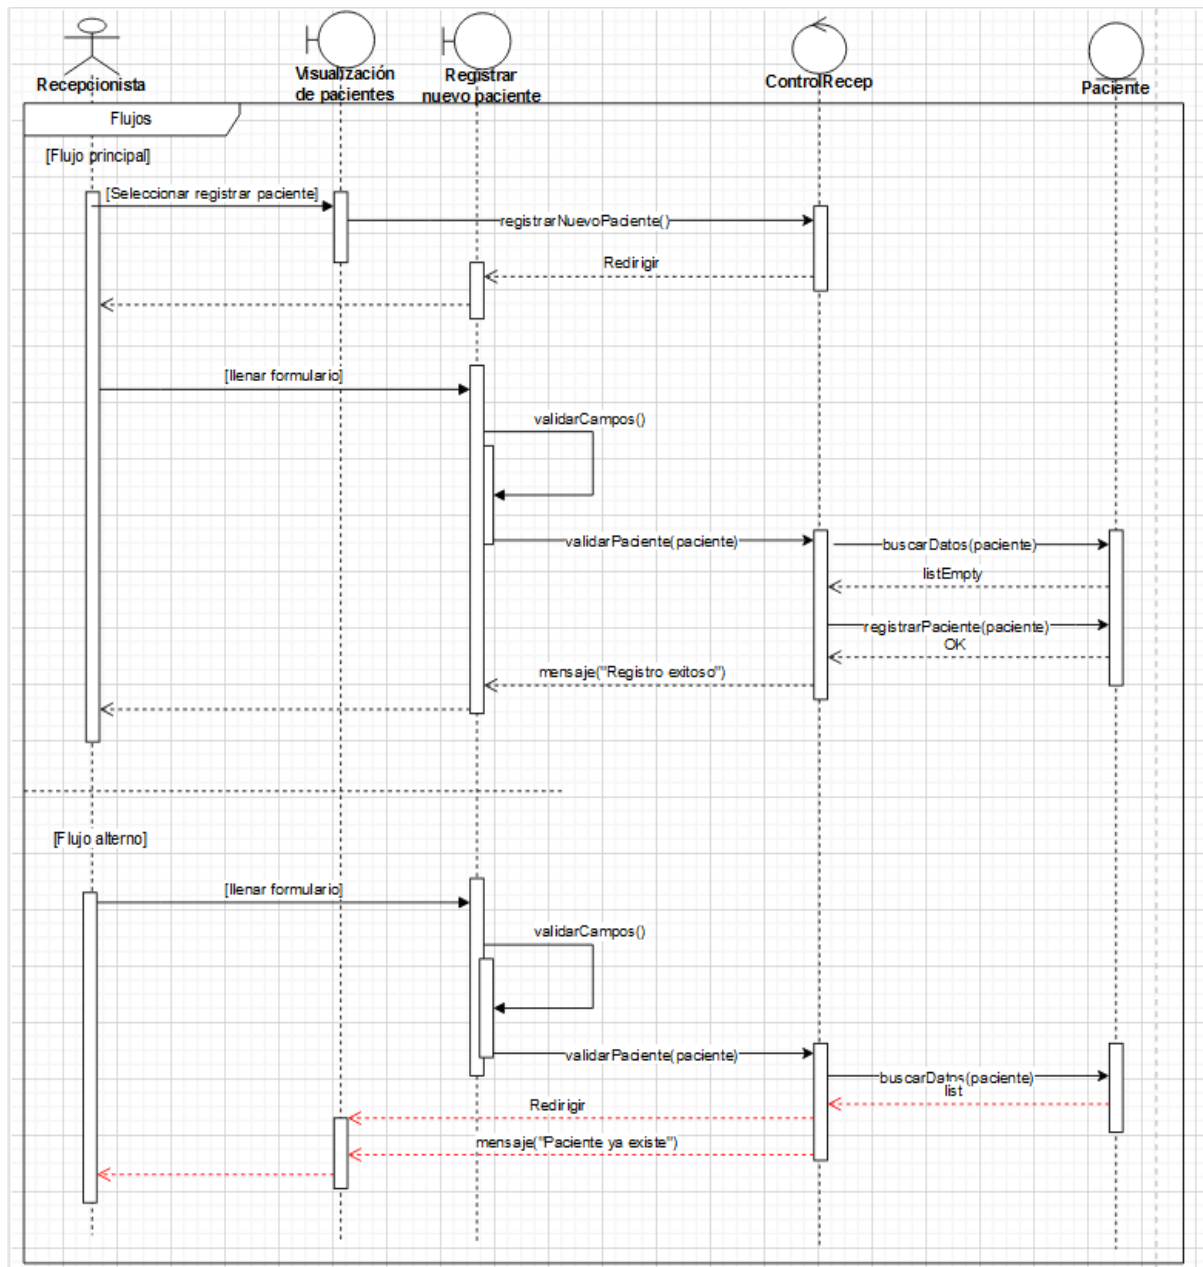 Recepcionista
Visualización
de pacientes
Registrar
nuevo paciente
ControlRecep
Paciente
Flujos
[Flujo principal]
[Seleccionar registrar paciente]
registrarNuevoPaciente()
Redirigir
[llenar formulario]
validarCampos()
validarPaciente(paciente)
buscarDatos(paciente)
listEmpty
registrarPaciente(paciente)
OK
mensaje("Registro exitoso")
[Flujo alterno]
[llenar formulario]
validarCampos()
validarPaciente(paciente)
buscarDatos(paciente)
list
Redirigir
mensaje("Paciente ya existe")